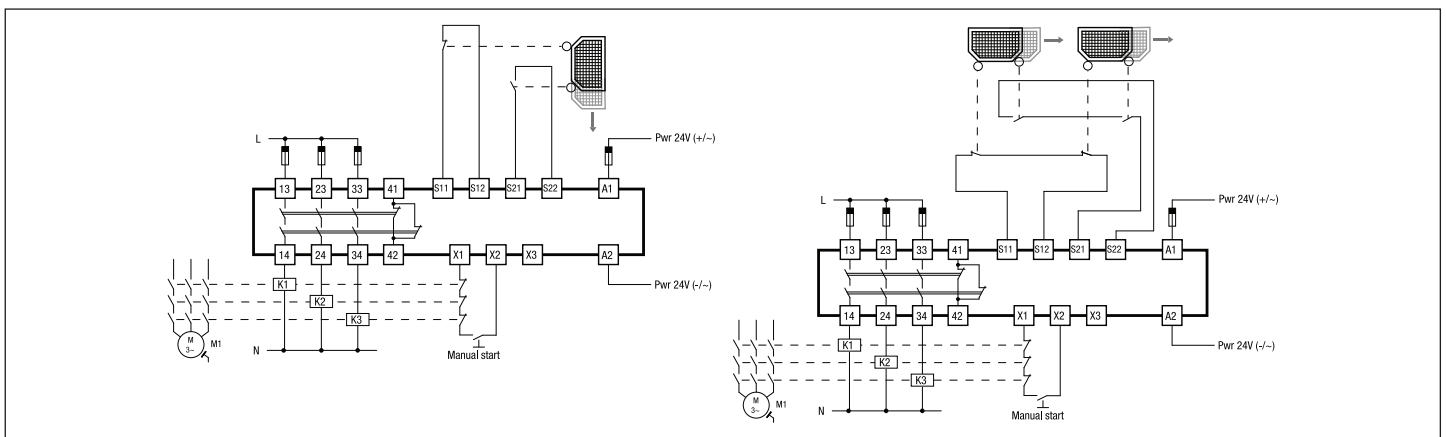 L
Pwr 24V (+/~)
13 23 33 41 S11 S12 S21 S22 A1
14 24 34 42 X1 X2 X3 A2
K1
Pwr 24V (-/~)
K2
K3
M
3~
M1
N
Manual start
L
Pwr 24V (+/~)
13 23 33 41 S11 S12 S21 S22 A1
14 24 34 42 X1 X2 X3 A2
K1
Pwr 24V (-/~)
K2
K3
M
3~
M1
N
Manual start